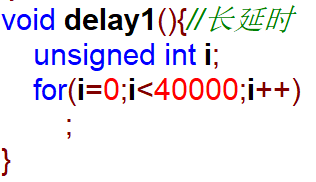 void delay1(){//长延时
unsigned int i;
for(i=0;i<40000;i++)
;
}